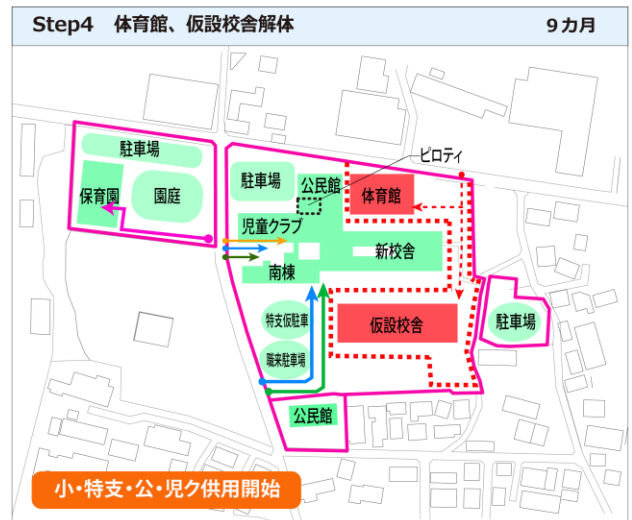 Step4 体育館、仮設校舎解体 9カ月
ピロティ
駐車場
保育園
園庭
駐車場
公民館
体育館
児童クラブ
新校舎
南棟
特支仮駐車
仮設校舎
駐車場
職来駐車場
公民館
小・特支・公・児ク供用開始